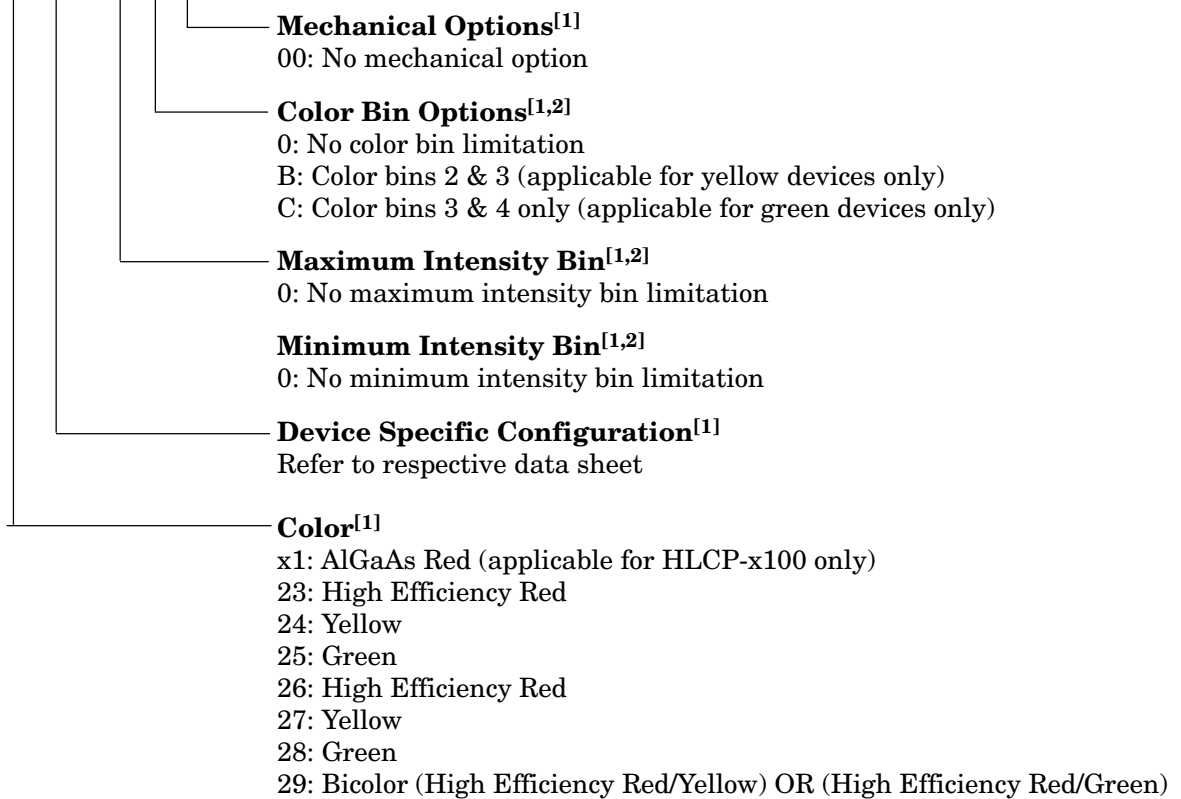 Mechanical Options[1]
00: No mechanical option
Color Bin Options[1,2]
0: No color bin limitation
B: Color bins 2 & 3 (applicable for yellow devices only)
C: Color bins 3 & 4 only (applicable for green devices only)
Maximum Intensity Bin[1,2]
0: No maximum intensity bin limitation
Minimum Intensity Bin[1,2]
0: No minimum intensity bin limitation
Device Specific Configuration[1]
Refer to respective data sheet
Color[1]
x1: AlGaAs Red (applicable for HLCP-x100 only)
23: High Efficiency Red
24: Yellow
25: Green
26: High Efficiency Red
27: Yellow
28: Green
29: Bicolor (High Efficiency Red/Yellow) OR (High Efficiency Red/Green)